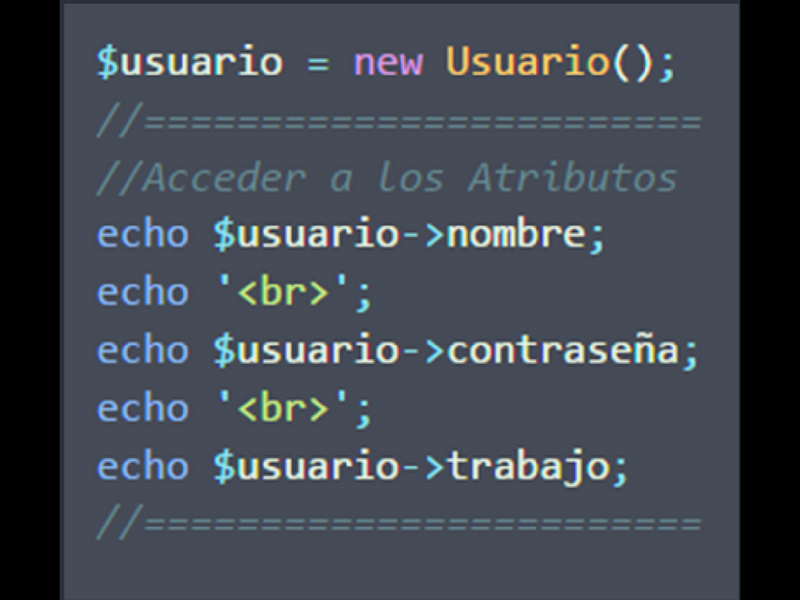 $usuario = new Usuario();
//========================
//Acceder a los Atributos
echo $usuario->nombre;
echo '<br>';
echo $usuario->contraseña;
echo '<br>';
echo $usuario->trabajo;
//========================